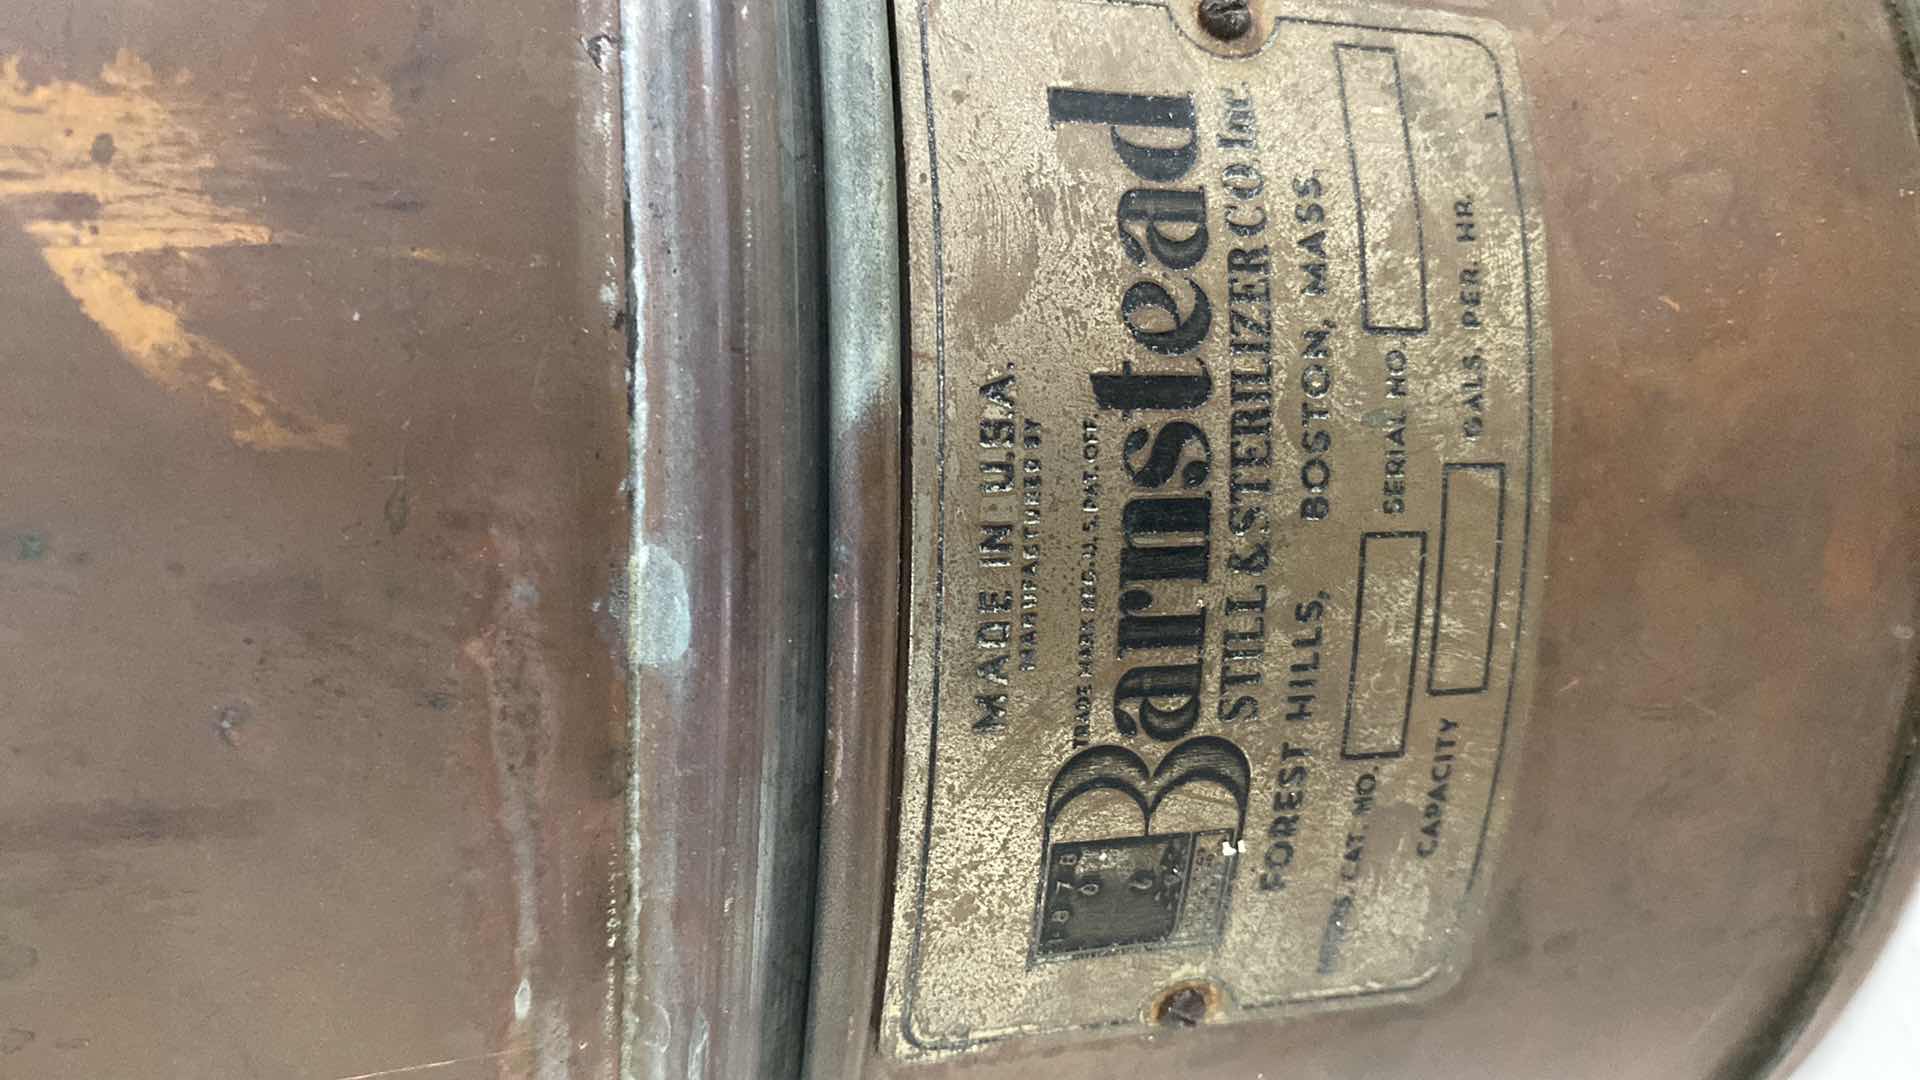 MADE IN U.S.A.
MANUFACTURED BY
TRADE MARK REG. U.S. PAT. OFF.
1878
Barnstead
STILL & STERILIZER CO. Inc.
FOREST HILLS, BOSTON, MASS.
MFRS. CAT. NO. SERIAL NO.
CAPACITY GALS. PER. HR.